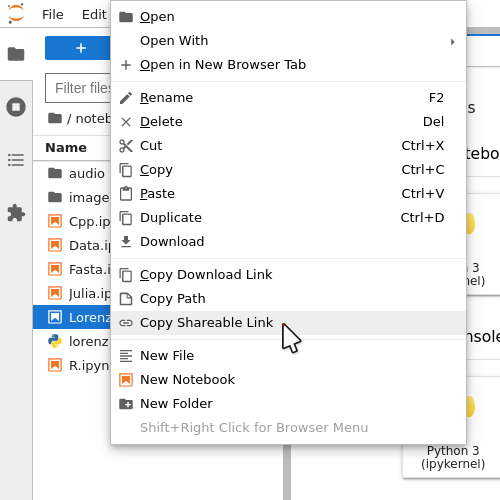 File Edit
Filter files
/ noteb
Name
audio
image
Cpp.ip
Data.ip
Fasta.i
Julia.ip
Lorenz
lorenz
R.ipyn
Open
Open With
Open in New Browser Tab
Rename F2
Delete Del
Cut Ctrl+X
Copy Ctrl+C
Paste Ctrl+V
Duplicate Ctrl+D
Download
Copy Download Link
Copy Path
Copy Shareable Link
New File
New Notebook
New Folder
Shift+Right Click for Browser Menu
s
tebo
3
nel)
nsole
Python 3
(ipykernel)